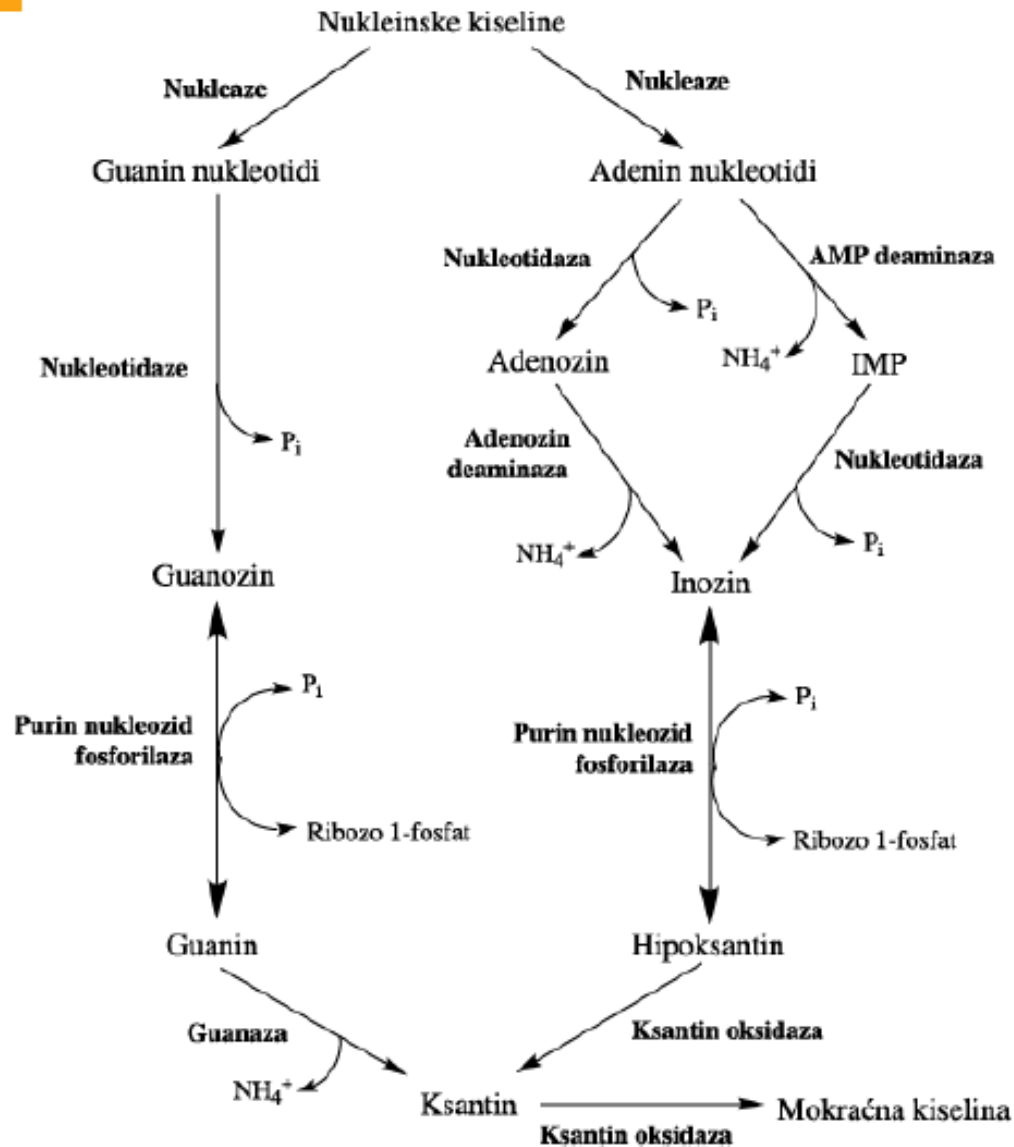 Nukleinske kiseline
Nukleaze
Nukleaze
Guanin nukleotidi
Adenin nukleotidi
Nukleotidaza
AMP deaminaza
Pi
NH4+
Adenozin
IMP
Nukleotidaze
Pi
Adenozin
deaminaza
Nukleotidaza
NH4+
Pi
Guanozin
Inozin
Pi
Pi
Purin nukleozid
fosforilaza
Purin nukleozid
fosforilaza
Ribozo 1-fosfat
Ribozo 1-fosfat
Guanin
Hipoksantin
Guanaza
Ksantin oksidaza
NH4+
Ksantin
Mokraćna kiselina
Ksantin oksidaza